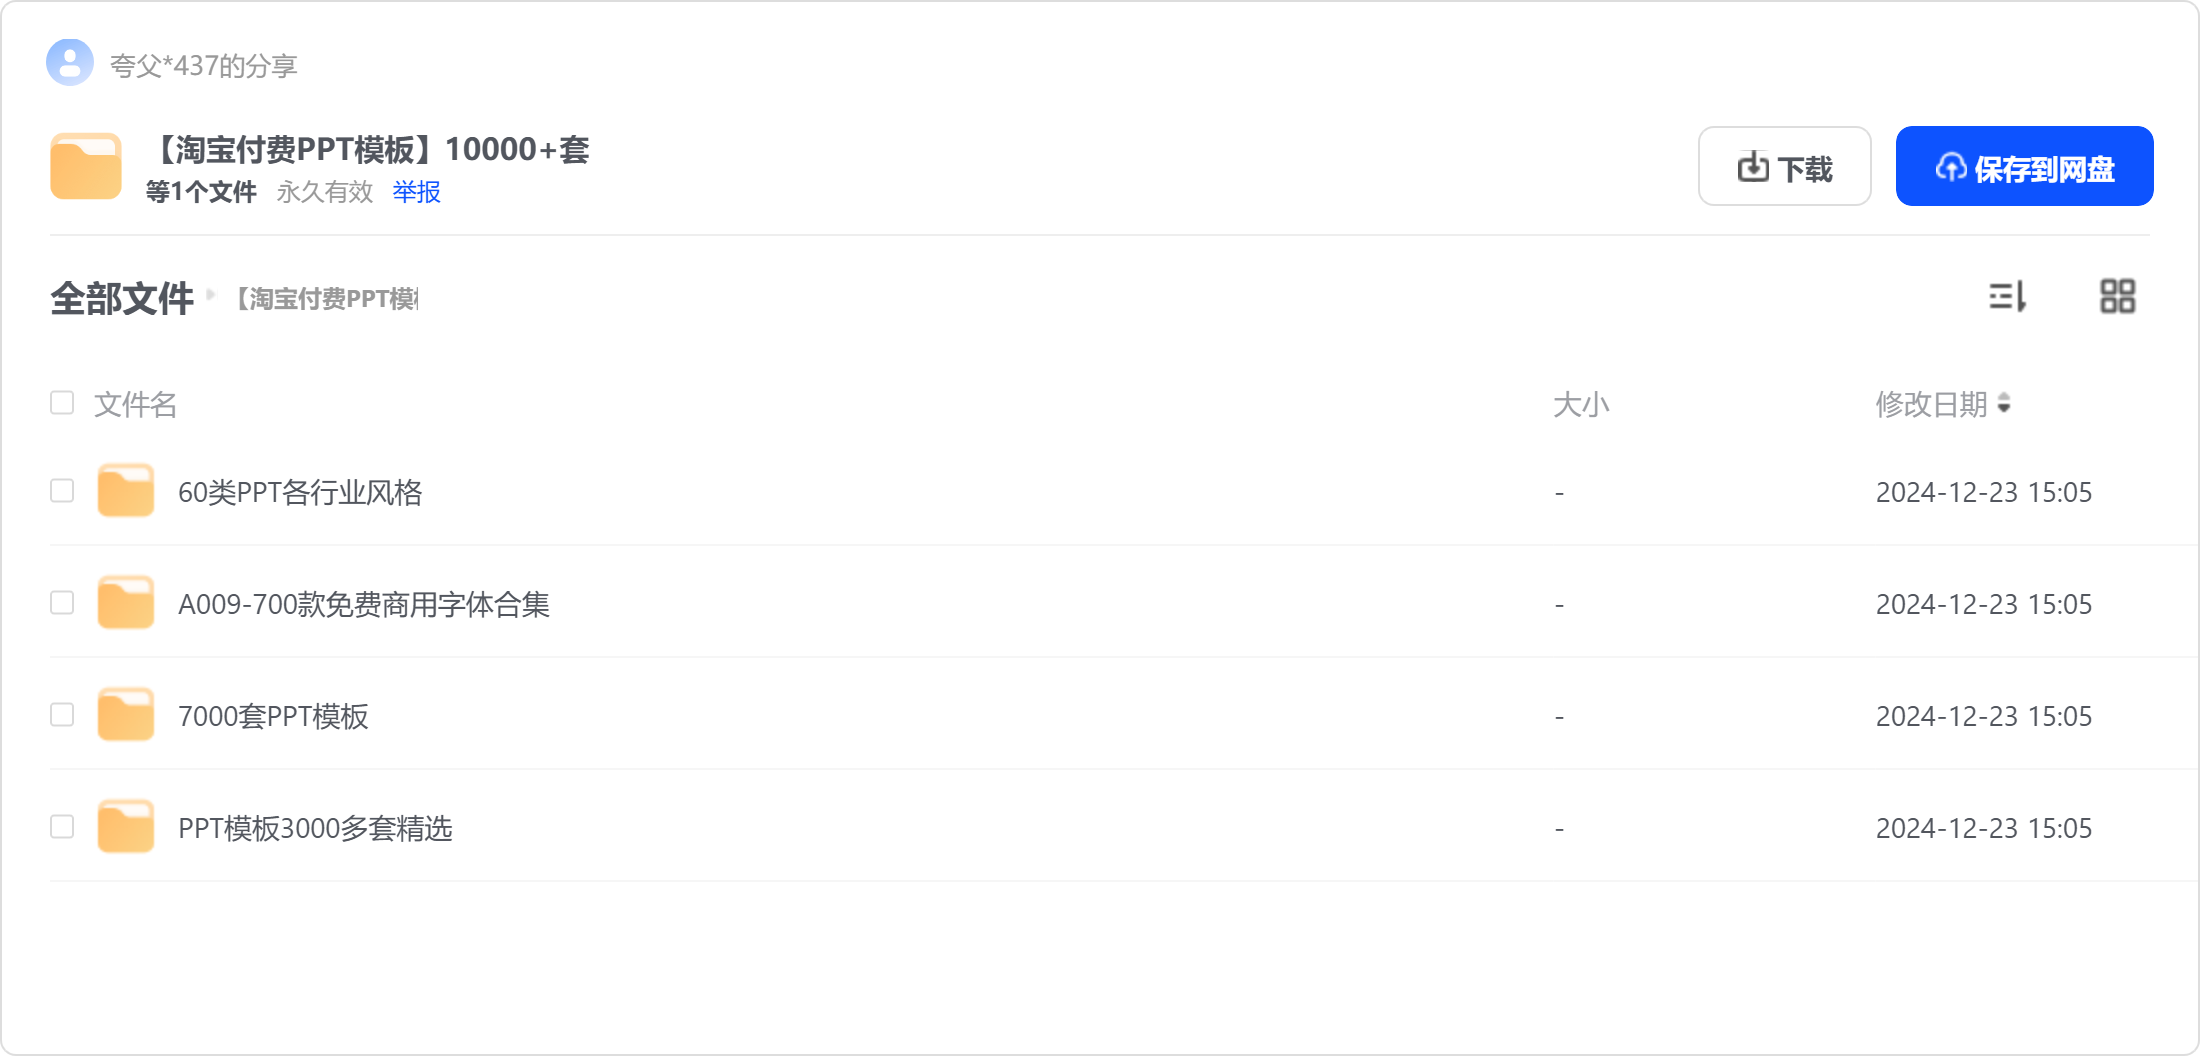 夸父*437的分享
【淘宝付费PPT模板】10000+套
等1个文件 永久有效 举报
下载
保存到网盘
全部文件 【淘宝付费PPT模
文件名 大小 修改日期
60类PPT各行业风格 - 2024-12-23 15:05
A009-700款免费商用字体合集 - 2024-12-23 15:05
7000套PPT模板 - 2024-12-23 15:05
PPT模板3000多套精选 - 2024-12-23 15:05